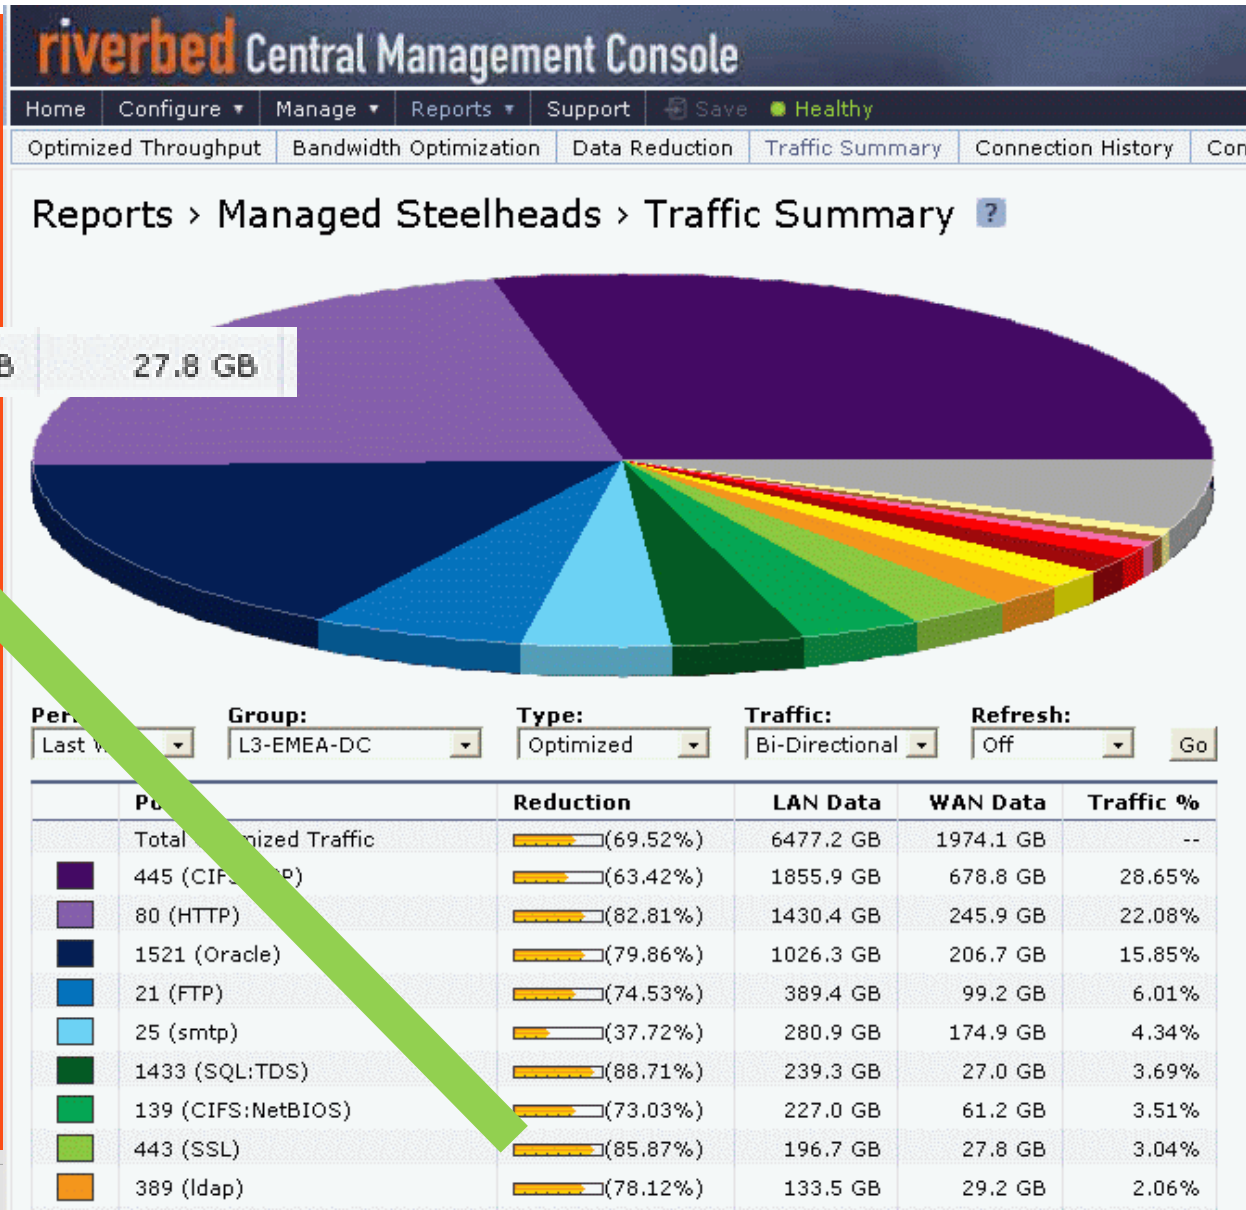 riverbed Central Management Console
Home Configure Manage Reports Support Save Healthy
Optimized Throughput Bandwidth Optimization Data Reduction Traffic Summary Connection History Con
Reports › Managed Steelheads › Traffic Summary ?
B 27.8 GB
Group: Type: Traffic: Refresh:
Last L3-EMEA-DC Optimized Bi-Directional Off Go
Reduction LAN Data WAN Data Traffic %
Total Traffic (69.52%) 6477.2 GB 1974.1 GB --
445 (69.52%) 1855.9 GB 678.8 GB 28.65%
80 (HTTP) (82.81%) 1430.4 GB 245.9 GB 22.08%
1521 (Oracle) (79.86%) 1026.3 GB 206.7 GB 15.85%
21 (FTP) (74.53%) 389.4 GB 99.2 GB 6.01%
25 (smtp) (37.72%) 280.9 GB 174.9 GB 4.34%
1433 (SQL:TDS) (88.71%) 239.3 GB 27.0 GB 3.69%
139 (CIFS:NetBIOS) (73.03%) 227.0 GB 61.2 GB 3.51%
443 (SSL) (85.87%) 196.7 GB 27.8 GB 3.04%
389 (ldap) (78.12%) 133.5 GB 29.2 GB 2.06%